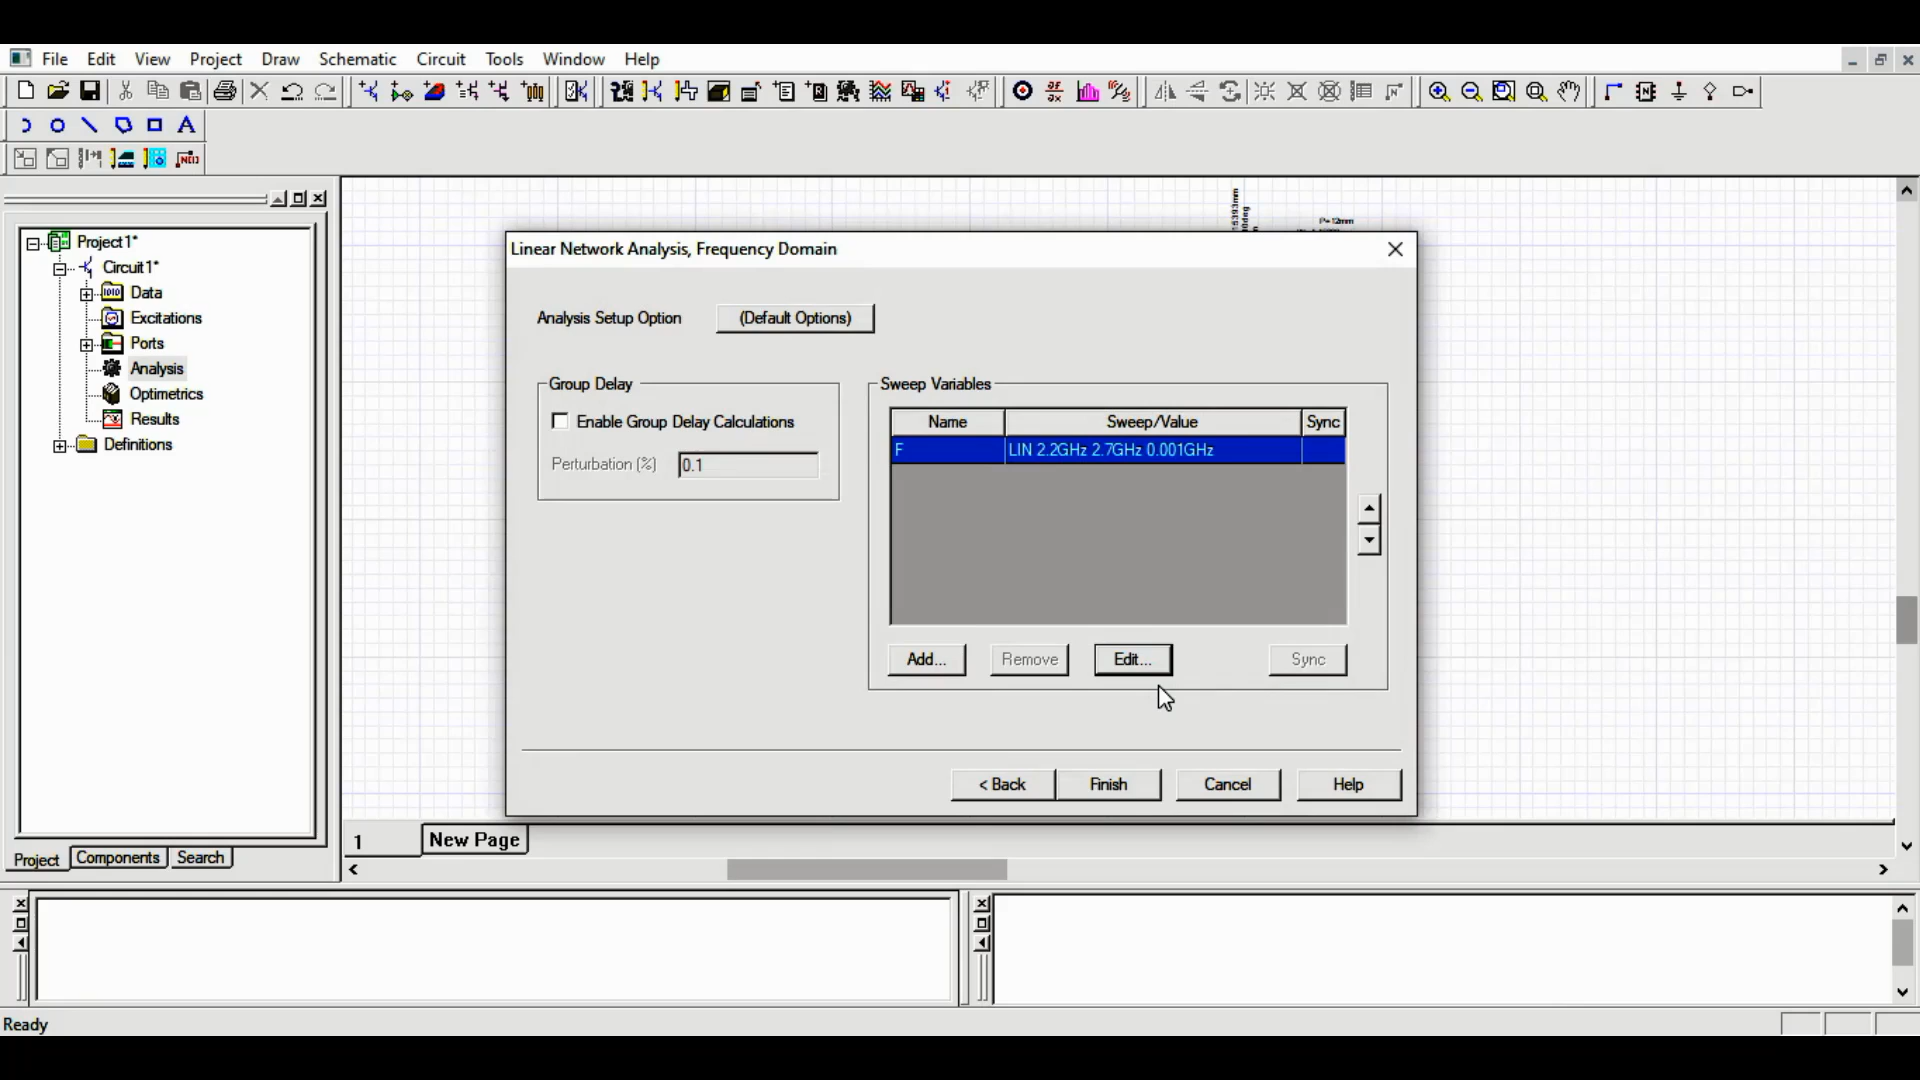 File Edit View Project Draw Schematic Circuit Tools Window Help
Project1*
Circuit1*
Data
Excitations
Ports
Analysis
Optimetrics
Results
Definitions
Project Components Search
P=12mm
Linear Network Analysis, Frequency Domain
Analysis Setup Option (Default Options)
Group Delay
Enable Group Delay Calculations
Perturbation (%) 0.1
Sweep Variables
Name Sweep/Value Sync
F LIN 2.2GHz 2.7GHz 0.001GHz
Add... Remove Edit... Sync
< Back Finish Cancel Help
1 New Page
Ready